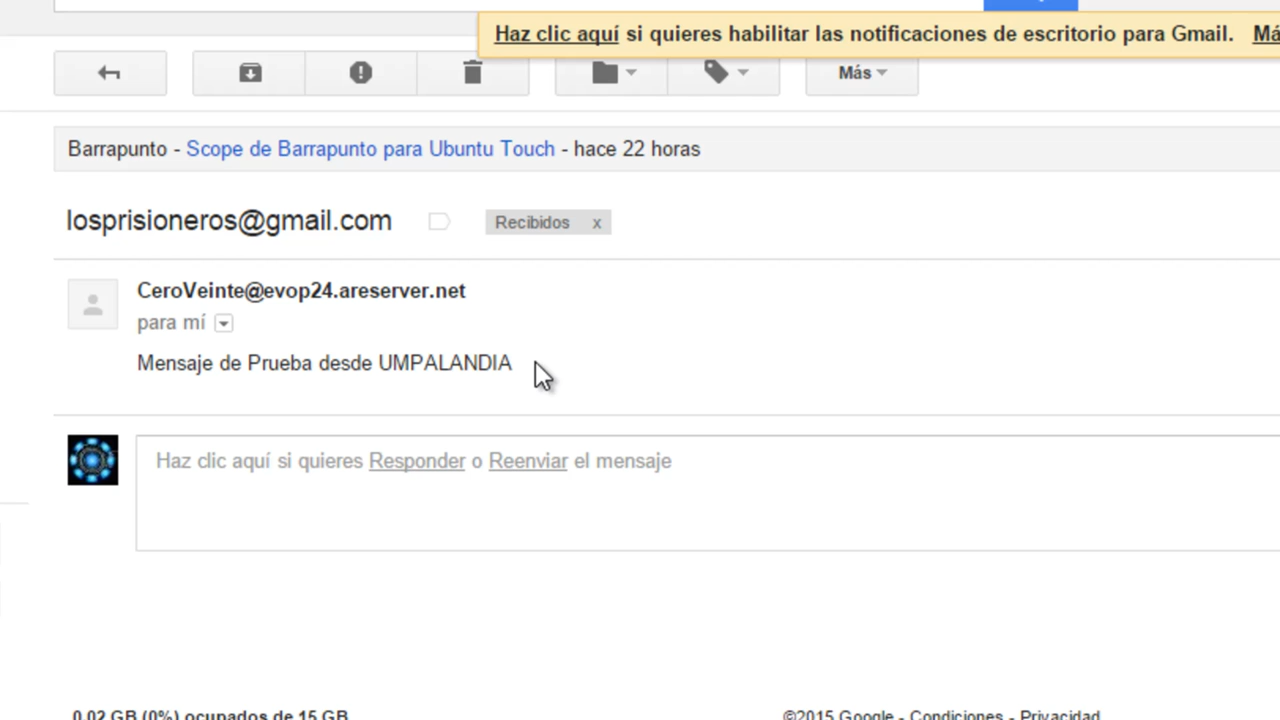 Haz clic aquí si quieres habilitar las notificaciones de escritorio para Gmail. Má
Más
Barrapunto - Scope de Barrapunto para Ubuntu Touch - hace 22 horas
losprisioneros@gmail.com
Recibidos x
CeroVeinte@evop24.areserver.net
para mí
Mensaje de Prueba desde UMPALANDIA
Haz clic aquí si quieres Responder o Reenviar el mensaje
0,02 GB (0%) ocupados de 15 GB
©2015 Google - Condiciones - Privacidad